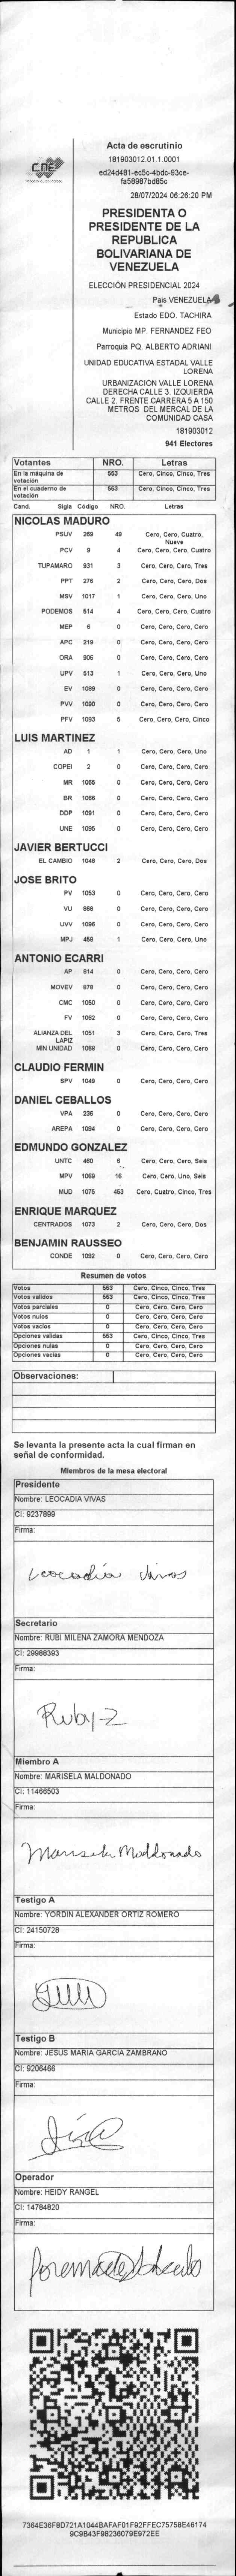 CNE
Acta de escrutinio
181903012.01.1.0001
ed24d481-ec5c-4bdc-93ce-
fa58987bd85c
28/07/2024 06:26:20 PM
PRESIDENTA O
PRESIDENTE DE LA
REPUBLICA
BOLIVARIANA DE
VENEZUELA
ELECCIÓN PRESIDENCIAL 2024
Pais VENEZUELA
Estado EDO. TACHIRA
Municipio MP. FERNANDEZ FEO
Parroquia PQ. ALBERTO ADRIANI
UNIDAD EDUCATIVA ESTADAL VALLE
LORENA
URBANIZACION VALLE LORENA
DERECHA CALLE 3. IZQUIERDA
CALLE 2. FRENTE CARRERA 5 A 150
METROS DEL MERCAL DE LA
COMUNIDAD CASA
181903012
941 Electores
Votantes NRO. Letras
En la máquina de votación 553 Cero, Cinco, Cinco, Tres
En el cuaderno de votación 553 Cero, Cinco, Cinco, Tres
Cand. Sigla Código NRO. Letras
NICOLAS MADURO
PSUV 269 49 Cero, Cero, Cuatro, Nueve
PCV 9 4 Cero, Cero, Cero, Cuatro
TUPAMARO 931 3 Cero, Cero, Cero, Tres
PPT 276 2 Cero, Cero, Cero, Dos
MSV 1017 1 Cero, Cero, Cero, Uno
PODEMOS 514 4 Cero, Cero, Cero, Cuatro
MEP 6 0 Cero, Cero, Cero, Cero
APC 219 0 Cero, Cero, Cero, Cero
ORA 906 0 Cero, Cero, Cero, Cero
UPV 513 1 Cero, Cero, Cero, Uno
EV 1089 0 Cero, Cero, Cero, Cero
PVV 1090 0 Cero, Cero, Cero, Cero
PFV 1093 5 Cero, Cero, Cero, Cinco
LUIS MARTINEZ
AD 1 1 Cero, Cero, Cero, Uno
COPEI 2 0 Cero, Cero, Cero, Cero
MR 1065 0 Cero, Cero, Cero, Cero
BR 1066 0 Cero, Cero, Cero, Cero
DDP 1091 0 Cero, Cero, Cero, Cero
UNE 1095 0 Cero, Cero, Cero, Cero
JAVIER BERTUCCI
EL CAMBIO 1048 2 Cero, Cero, Cero, Dos
JOSE BRITO
PV 1053 0 Cero, Cero, Cero, Cero
VU 868 0 Cero, Cero, Cero, Cero
UVV 1096 0 Cero, Cero, Cero, Cero
MPJ 458 1 Cero, Cero, Cero, Uno
ANTONIO ECARRI
AP 814 0 Cero, Cero, Cero, Cero
MOVEV 978 0 Cero, Cero, Cero, Cero
CMC 1050 0 Cero, Cero, Cero, Cero
FV 1062 0 Cero, Cero, Cero, Cero
ALIANZA DEL LAPIZ 1051 3 Cero, Cero, Cero, Tres
MIN UNIDAD 1068 0 Cero, Cero, Cero, Cero
CLAUDIO FERMIN
SPV 1049 0 Cero, Cero, Cero, Cero
DANIEL CEBALLOS
VPA 236 0 Cero, Cero, Cero, Cero
AREPA 1094 0 Cero, Cero, Cero, Cero
EDMUNDO GONZALEZ
UNTC 460 6 Cero, Cero, Cero, Seis
MPV 1069 16 Cero, Cero, Uno, Seis
MUD 1075 453 Cero, Cuatro, Cinco, Tres
ENRIQUE MARQUEZ
CENTRADOS 1073 2 Cero, Cero, Cero, Dos
BENJAMIN RAUSSEO
CONDE 1092 0 Cero, Cero, Cero, Cero
Resumen de votos
Votos 553 Cero, Cinco, Cinco, Tres
Votos validos 553 Cero, Cinco, Cinco, Tres
Votos parciales 0 Cero, Cero, Cero, Cero
Votos nulos 0 Cero, Cero, Cero, Cero
Votos vacios 0 Cero, Cero, Cero, Cero
Opciones validas 553 Cero, Cinco, Cinco, Tres
Opciones nulas 0 Cero, Cero, Cero, Cero
Opciones vacias 0 Cero, Cero, Cero, Cero
Observaciones:
Se levanta la presente acta la cual firman en
señal de conformidad.
Miembros de la mesa electoral
Presidente
Nombre: LEOCADIA VIVAS
CI: 9237899
Firma:
Leocadia Vivas
Secretario
Nombre: RUBI MILENA ZAMORA MENDOZA
CI: 29988393
Firma:
Ruby Z
Miembro A
Nombre: MARISELA MALDONADO
CI: 11466503
Firma:
Marisela Maldonado
Testigo A
Nombre: YORDIN ALEXANDER ORTIZ ROMERO
CI: 24150728
Firma:
Testigo B
Nombre: JESUS MARIA GARCIA ZAMBRANO
CI: 9206466
Firma:
Operador
Nombre: HEIDY RANGEL
CI: 14784820
Firma:
7364E36F8D721A1044BAFAF01F92FFEC75758E46174
9C9B43F98236079E972EE